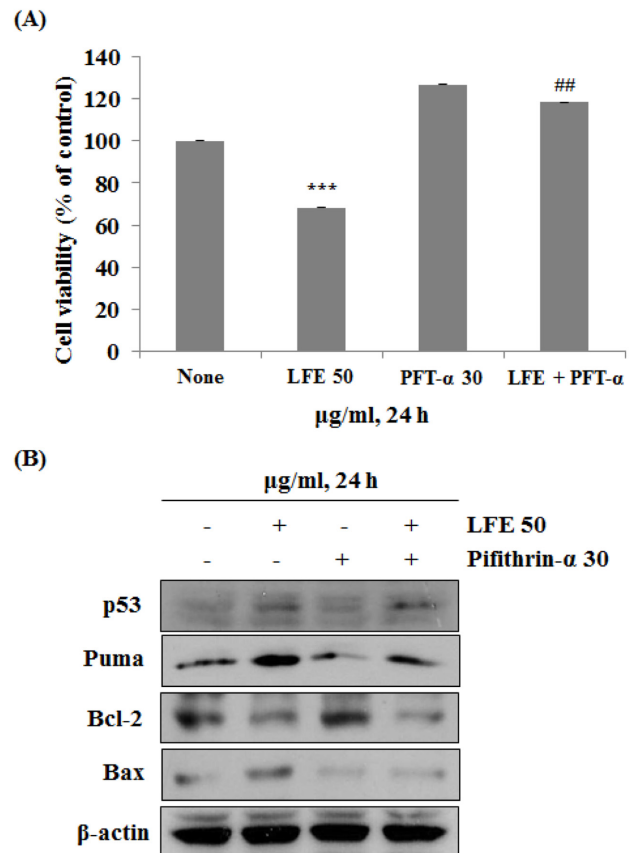 (A)
Cell viability (% of control)
140
120
100
80
60
40
20
0
***
##
None LFE 50 PFT-α 30 LFE + PFT-α
μg/ml, 24 h
(B)
μg/ml, 24 h
- + - + LFE 50
- - + + Pifithrin-α 30
p53
Puma
Bcl-2
Bax
β-actin